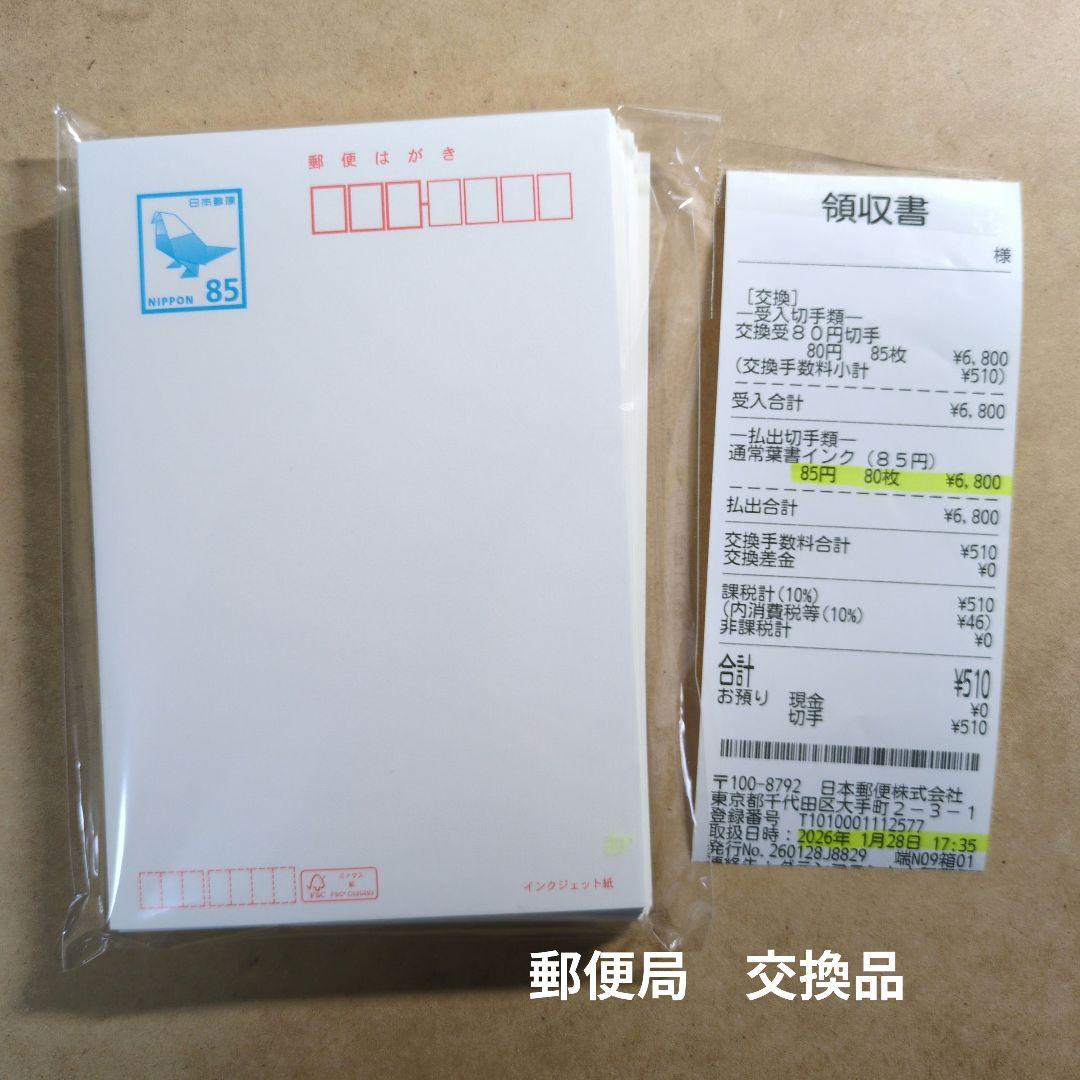 郵便はがき
日本郵便
NIPPON 85
FSC
ミックス
紙
インクジェット紙
領収書
様
[交換]
―受入切手類―
交換受80円切手
80円 85枚 ¥6,800
(交換手数料小計 ¥510)
受入合計 ¥6,800
―払出切手類―
通常葉書インク(85円)
85円 80枚 ¥6,800
払出合計 ¥6,800
交換手数料合計 ¥510
交換差金 ¥0
課税計(10%) ¥510
(内消費税等(10%) ¥46)
非課税計 ¥0
合計 ¥510
お預り 現金 ¥0
切手 ¥510
〒100-8792 日本郵便株式会社
東京都千代田区大手町2-3-1
登録番号 T1010001112577
取扱日時:2026年 1月28日 17:35
発行No.260128J8829 端N09箱01
郵便局 交換品